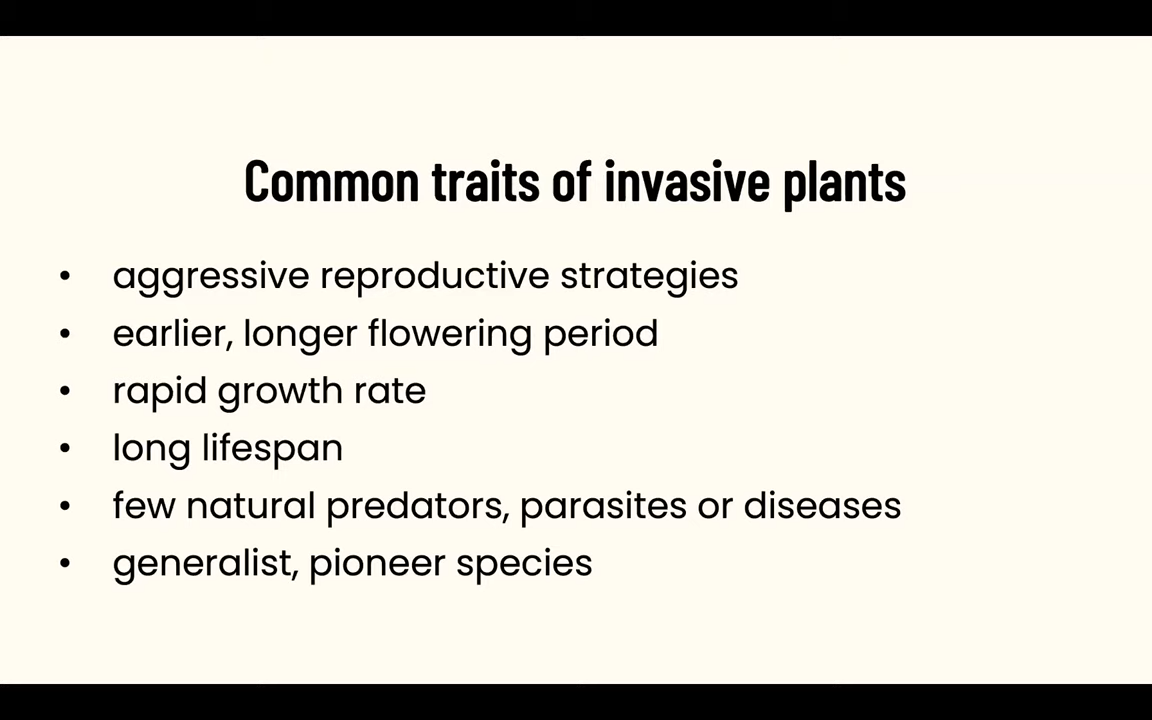 Common traits of invasive plants
• aggressive reproductive strategies
• earlier, longer flowering period
• rapid growth rate
• long lifespan
• few natural predators, parasites or diseases
• generalist, pioneer species